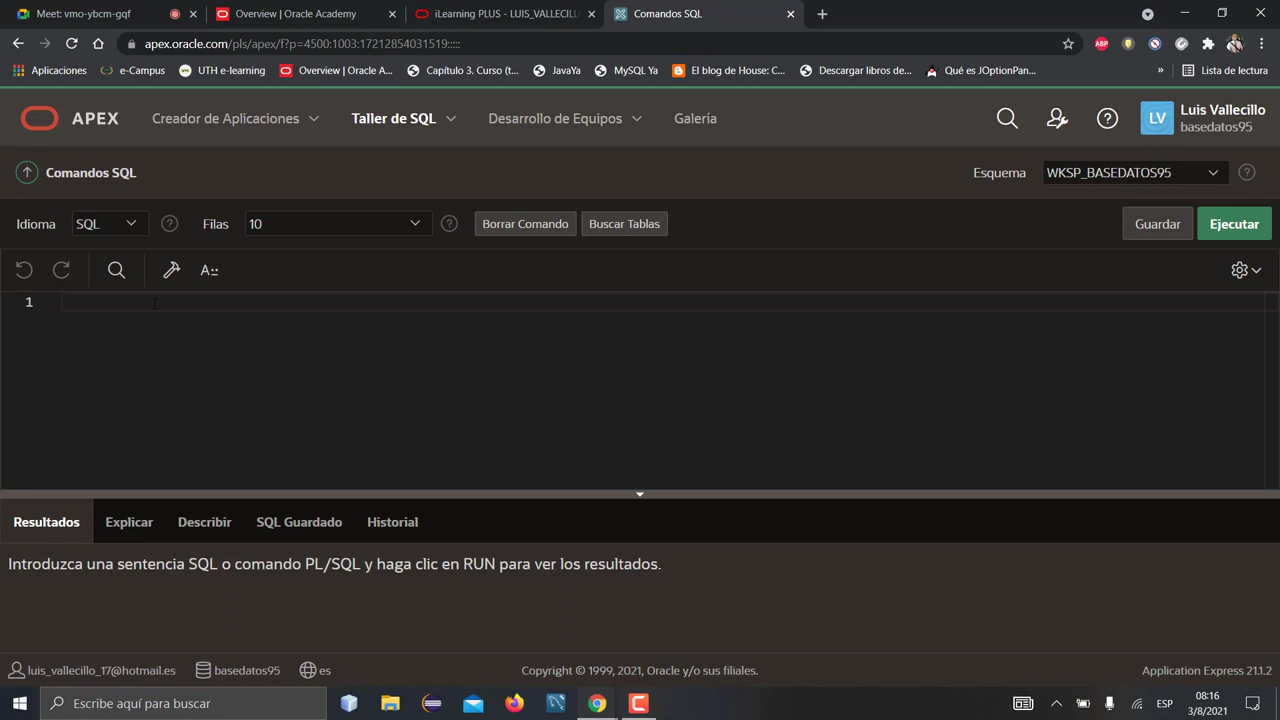 Meet: vmo-ybcm-gqf
Overview | Oracle Academy
iLearning PLUS - LUIS_VALLECILL
Comandos SQL
apex.oracle.com/pls/apex/f?p=4500:1003:17212854031519:::::
ABP
Aplicaciones
e-Campus
UTH e-learning
Overview | Oracle A...
Capítulo 3. Curso (t...
JavaYa
MySQL Ya
El blog de House: C...
Descargar libros de...
Qué es JOptionPan...
»
Lista de lectura
APEX
Creador de Aplicaciones
Taller de SQL
Desarrollo de Equipos
Galería
LV
Luis Vallecillo
basedatos95
Comandos SQL
Esquema
WKSP_BASEDATOS95
Idioma
SQL
Filas
10
Borrar Comando
Buscar Tablas
Guardar
Ejecutar
A::
1
Resultados
Explicar
Describir
SQL Guardado
Historial
Introduzca una sentencia SQL o comando PL/SQL y haga clic en RUN para ver los resultados.
luis_vallecillo_17@hotmail.es
basedatos95
es
Copyright © 1999, 2021, Oracle y/o sus filiales.
Application Express 21.1.2
Escribe aquí para buscar
ESP
08:16
3/8/2021